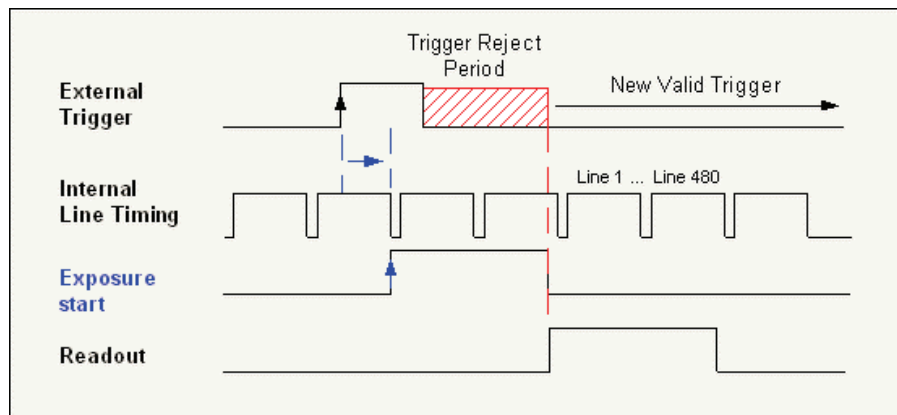 Trigger Reject
Period
External
Trigger
New Valid Trigger
Internal
Line Timing
Line 1 ... Line 480
Exposure
start
Readout